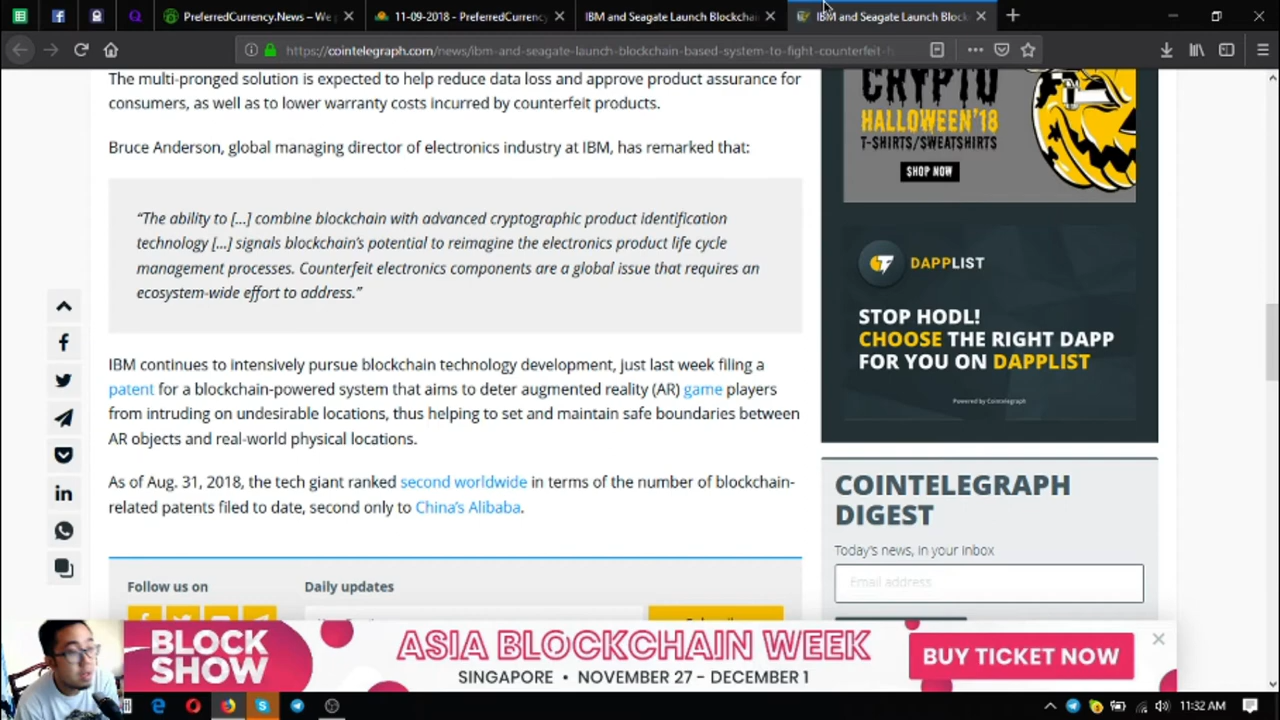 PreferredCurrency.News – We
11-09-2018 - PreferredCurrency
IBM and Seagate Launch Blockchai
IBM and Seagate Launch Block
https://cointelegraph.com/news/ibm-and-seagate-launch-blockchain-based-system-to-fight-counterfeit-h
The multi-pronged solution is expected to help reduce data loss and approve product assurance for
consumers, as well as to lower warranty costs incurred by counterfeit products.
Bruce Anderson, global managing director of electronics industry at IBM, has remarked that:
“The ability to [...] combine blockchain with advanced cryptographic product identification
technology [...] signals blockchain’s potential to reimagine the electronics product life cycle
management processes. Counterfeit electronics components are a global issue that requires an
ecosystem-wide effort to address.”
IBM continues to intensively pursue blockchain technology development, just last week filing a
patent for a blockchain-powered system that aims to deter augmented reality (AR) game players
from intruding on undesirable locations, thus helping to set and maintain safe boundaries between
AR objects and real-world physical locations.
As of Aug. 31, 2018, the tech giant ranked second worldwide in terms of the number of blockchain-
related patents filed to date, second only to China’s Alibaba.
Follow us on
Daily updates
CRYPTO
HALLOWEEN'18
T-SHIRTS/SWEATSHIRTS
SHOP NOW
DAPPLIST
STOP HODL!
CHOOSE THE RIGHT DAPP
FOR YOU ON DAPPLIST
Powered by Cointelegraph
COINTELEGRAPH
DIGEST
Today's news, in your inbox
Email address
BLOCK
SHOW
ASIA BLOCKCHAIN WEEK
SINGAPORE • NOVEMBER 27 - DECEMBER 1
BUY TICKET NOW
11:32 AM